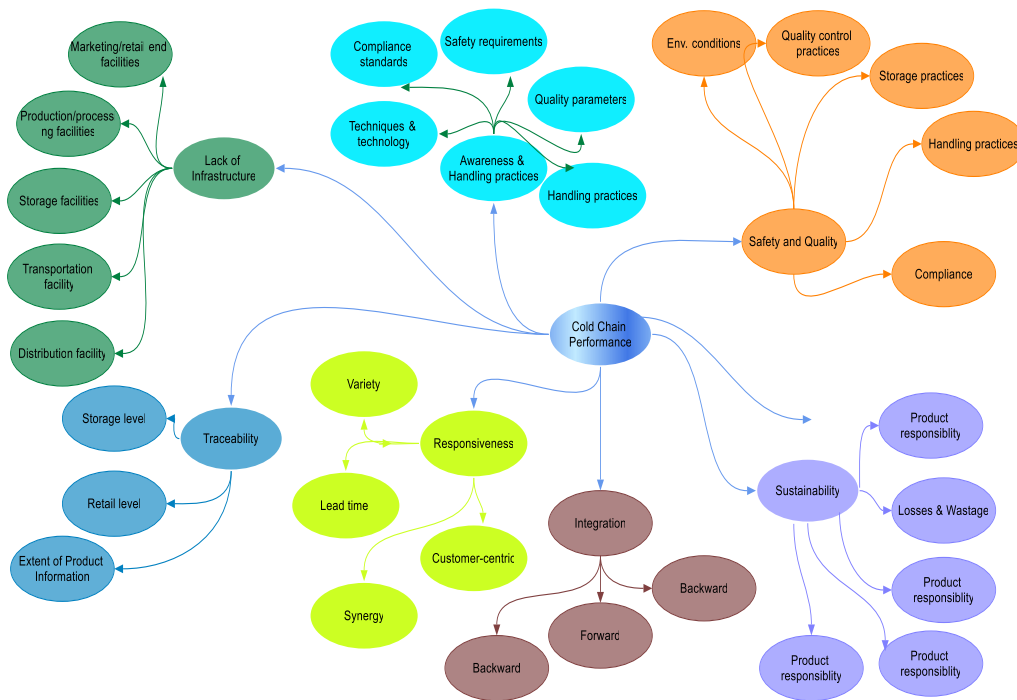 Marketing/retail end
facilities
Production/process
ing facilities
Lack of
Infrastructure
Storage facilities
Transportation
facility
Distribution facility
Compliance
standards
Safety requirements
Quality parameters
Techniques &
technology
Awareness &
Handling practices
Handling practices
Env. conditions
Quality control
practices
Storage practices
Handling practices
Safety and Quality
Compliance
Cold Chain
Performance
Storage level
Traceability
Retail level
Extent of Product
Information
Variety
Responsiveness
Lead time
Customer-centric
Synergy
Integration
Backward
Forward
Backward
Product
responsiblity
Sustainability
Losses & Wastage
Product
responsiblity
Product
responsiblity
Product
responsiblity